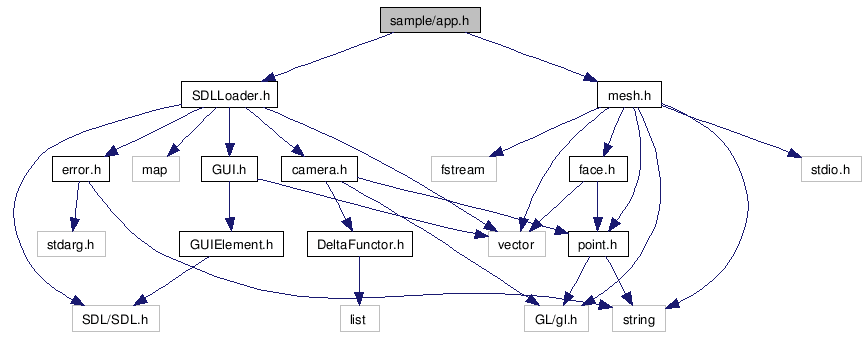 sample/app.h
SDLLoader.h
mesh.h
error.h
map
GUI.h
camera.h
fstream
face.h
stdio.h
stdarg.h
GUIElement.h
DeltaFunctor.h
vector
point.h
SDL/SDL.h
list
GL/gl.h
string